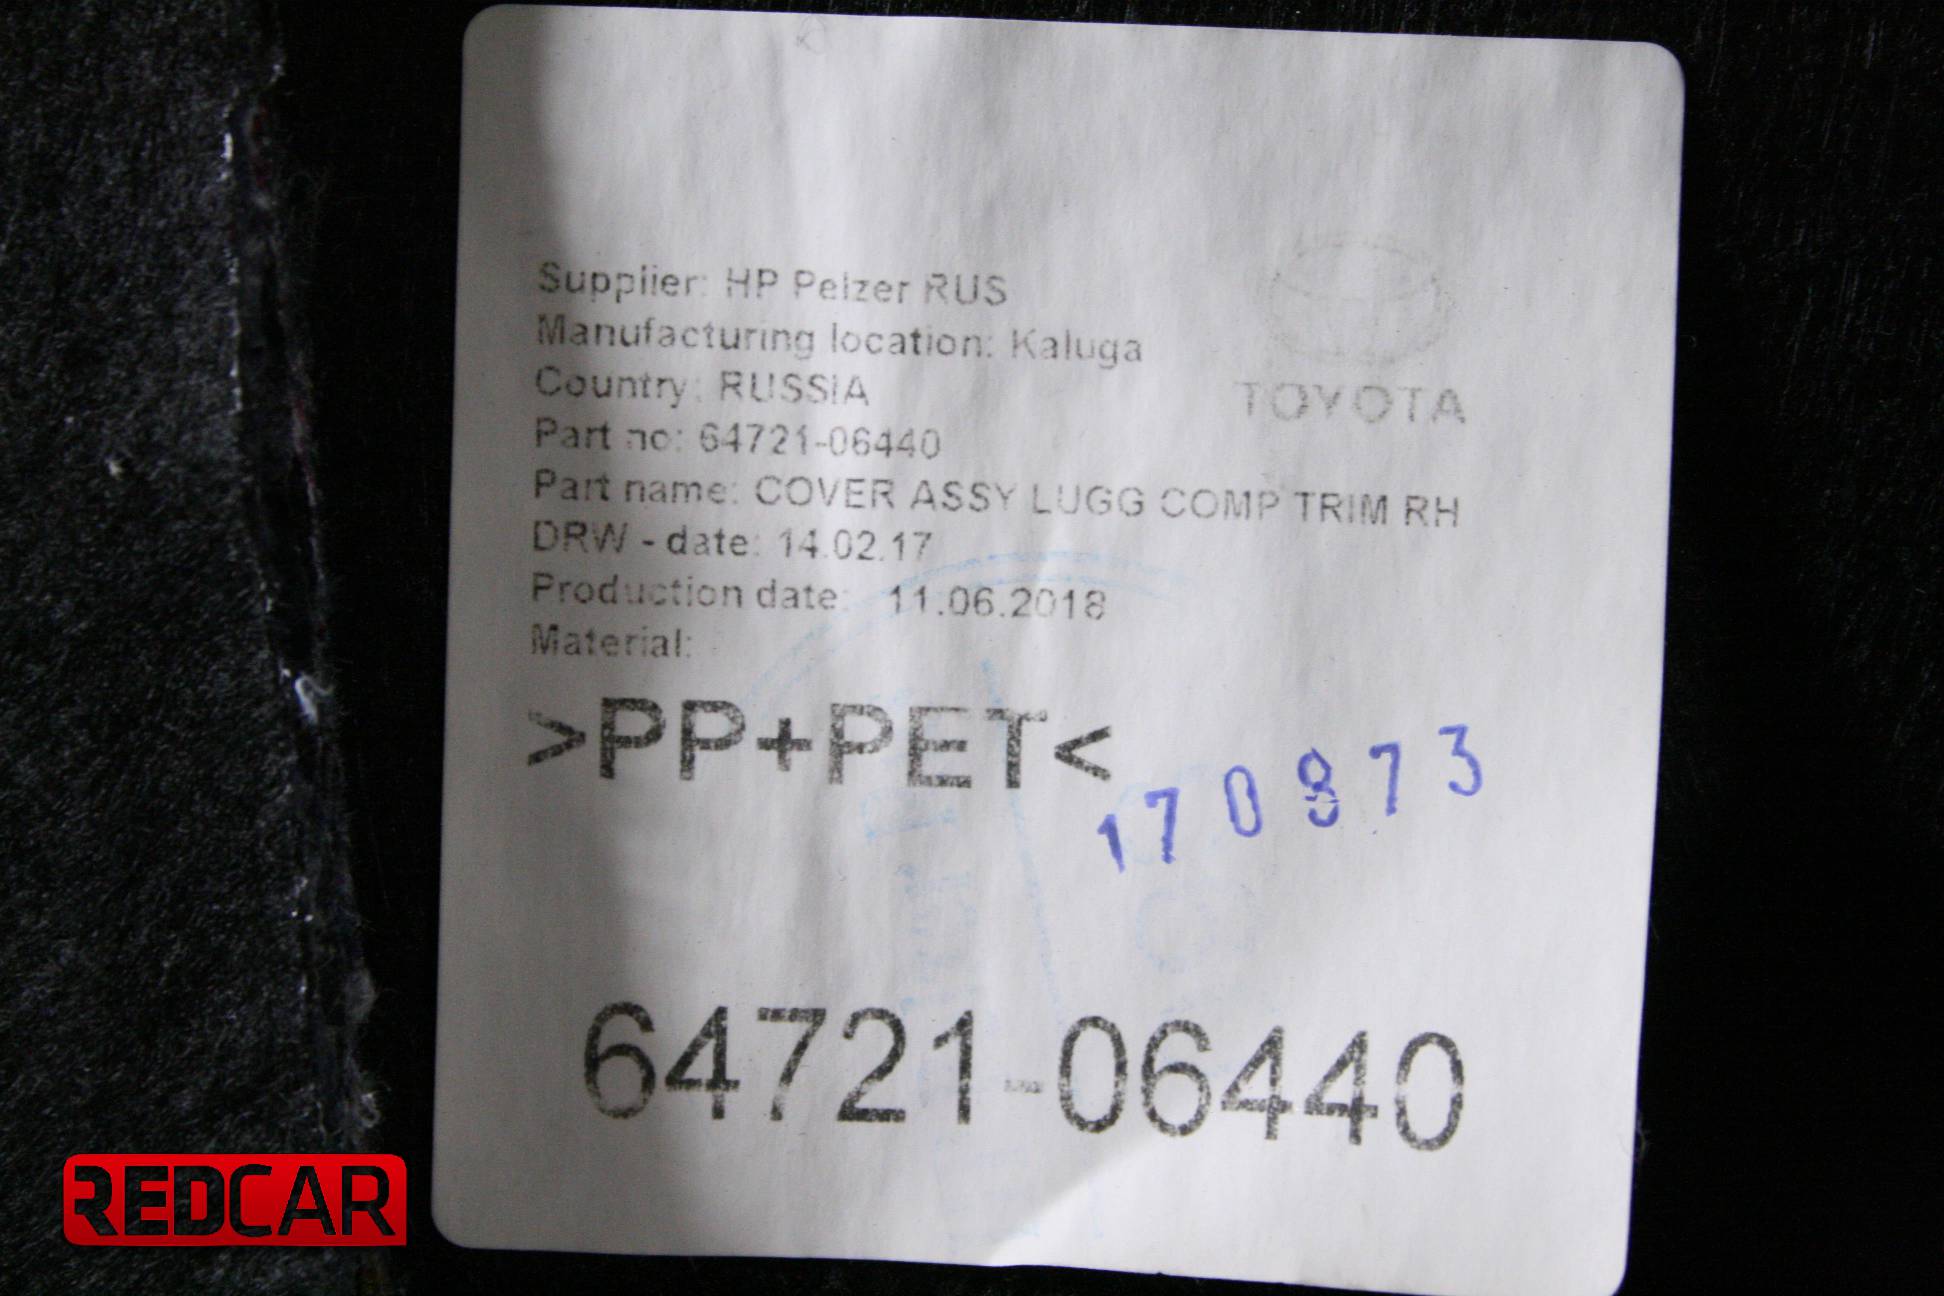 Supplier: HP Pelzer RUS
Manufacturing location: Kaluga
Country: RUSSIA
TOYOTA
Part no: 64721-06440
Part name: COVER ASSY LUGG COMP TRIM RH
DRW - date: 14.02.17
Production date: 11.06.2018
Material:
>PP+PET<
170873
64721-06440
REDCAR